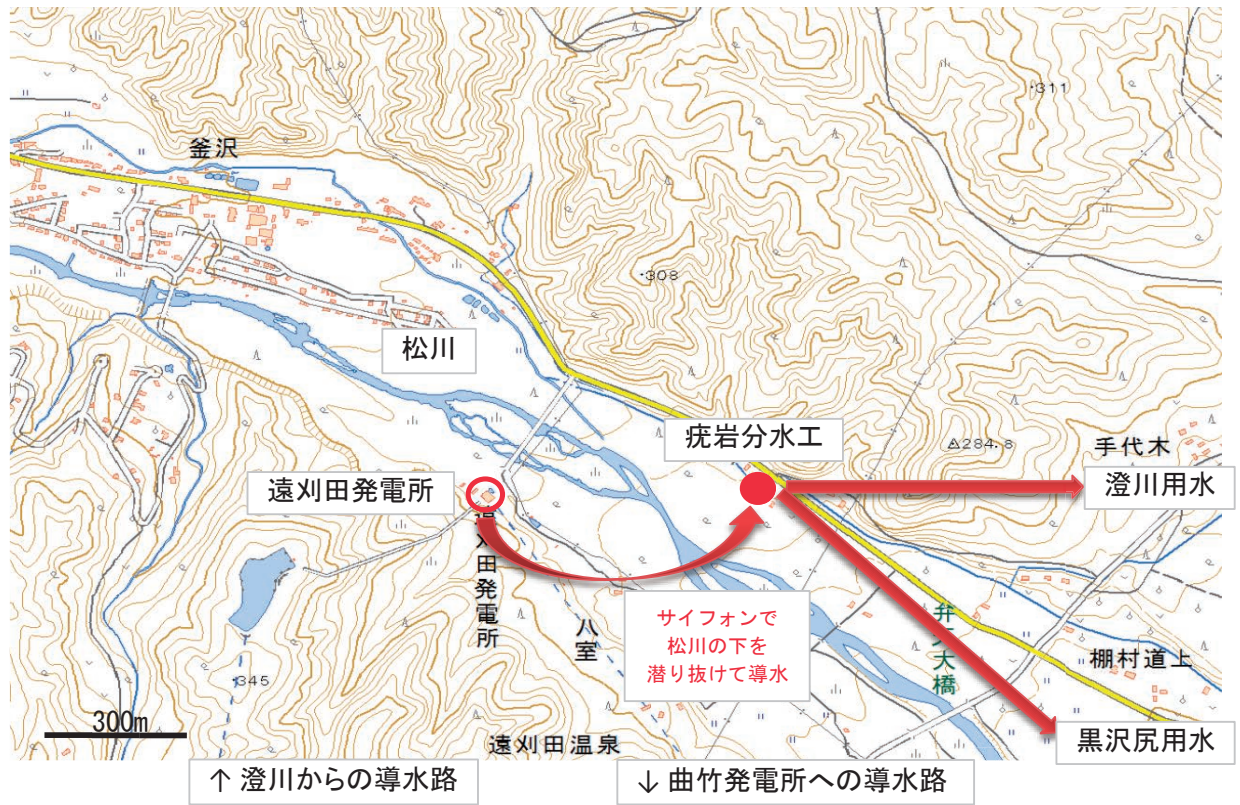 ・311
釜沢
・308
松川
疣岩分水工
△284.8
手代木
遠刈田発電所
澄川用水
遠刈田発電所
サイフォンで
松川の下を
潜り抜けて導水
八室
弁天大橋
棚村道上
・345
300m
遠刈田温泉
黒沢尻用水
↑ 澄川からの導水路
↓ 曲竹発電所への導水路